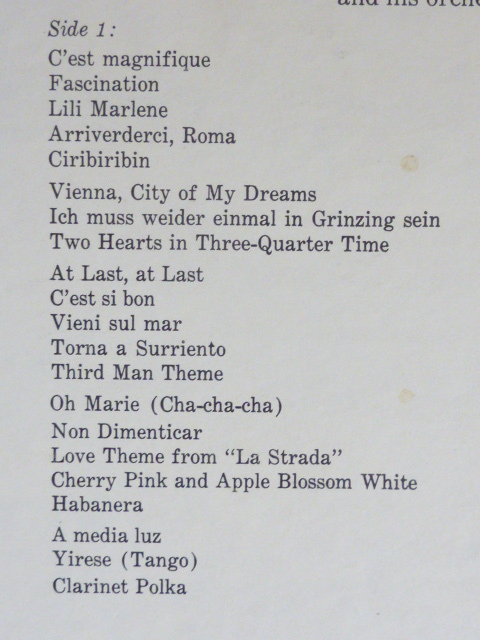 and his orche
Side 1:
C'est magnifique
Fascination
Lili Marlene
Arriverderci, Roma
Ciribiribin
Vienna, City of My Dreams
Ich muss weider einmal in Grinzing sein
Two Hearts in Three-Quarter Time
At Last, at Last
C'est si bon
Vieni sul mar
Torna a Surriento
Third Man Theme
Oh Marie (Cha-cha-cha)
Non Dimenticar
Love Theme from "La Strada"
Cherry Pink and Apple Blossom White
Habanera
A media luz
Yirese (Tango)
Clarinet Polka